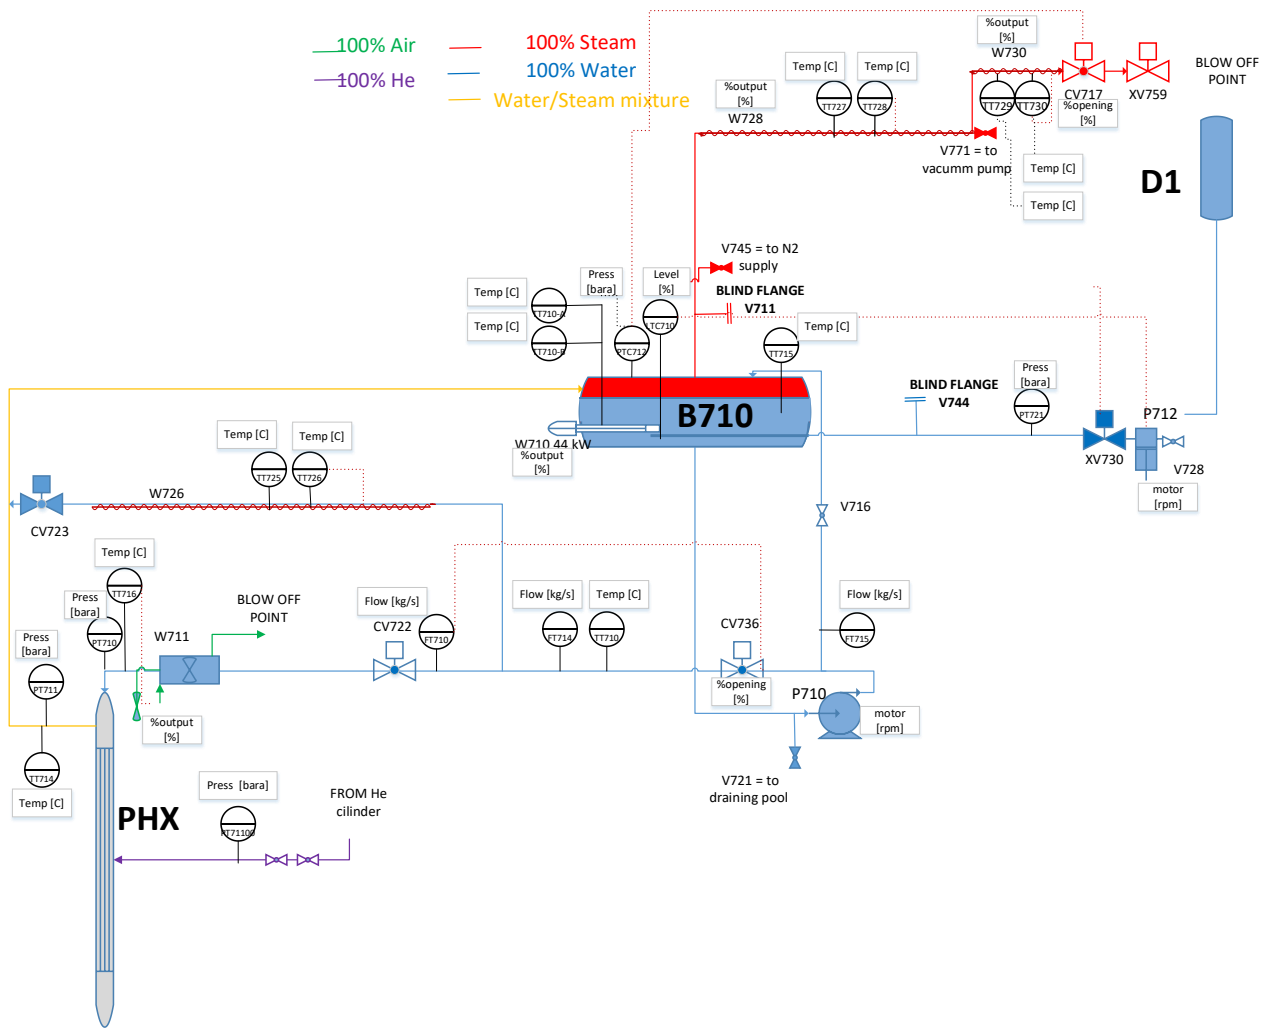 100% Air
100% Steam
100% He
100% Water
Water/Steam mixture
%output
[%]
W730
CV717
XV759
BLOW OFF
POINT
Temp [C]
Temp [C]
%output
[%]
W728
TT727
TT728
TT729
TT730
%opening
[%]
V771 = to
vacumm pump
Temp [C]
Temp [C]
D1
V745 = to N2
supply
Press
[bara]
Level
[%]
BLIND FLANGE
V711
Temp [C]
TT710-A
Temp [C]
TT710-B
PTC712
LTC710
Temp [C]
TT715
B710
W710 44 kW
%output
[%]
BLIND FLANGE
V744
Press
[bara]
PT721
P712
XV730
V728
motor
[rpm]
Temp [C]
Temp [C]
TT725
TT726
W726
CV723
V716
Temp [C]
TT716
Press
[bara]
PT710
Press
[bara]
PT711
W711
BLOW OFF
POINT
Flow [kg/s]
CV722
FT710
Flow [kg/s]
Temp [C]
FT714
TT710
CV736
Flow [kg/s]
FT715
%opening
[%]
P710
motor
[rpm]
%output
[%]
TT714
Temp [C]
V721 = to
draining pool
PHX
Press [bara]
PT71100
FROM He
cilinder